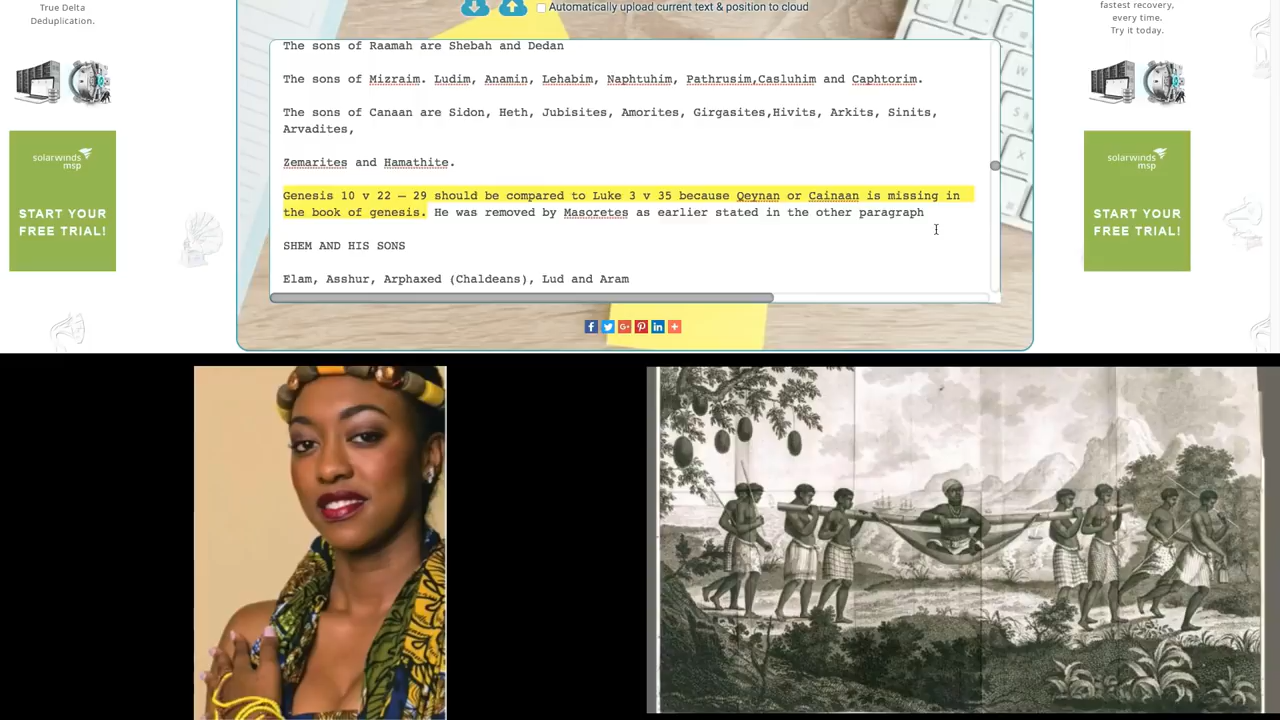 True Delta
Deduplication.
fastest recovery,
every time.
Try it today.
Automatically upload current text & position to cloud
The sons of Raamah are Shebah and Dedan
The sons of Mizraim. Ludim, Anamin, Lehabim, Naphtuhim, Pathrusim,Casluhim and Caphtorim.
The sons of Canaan are Sidon, Heth, Jubisites, Amorites, Girgasites,Hivits, Arkits, Sinits,
Arvadites,
Zemarites and Hamathite.
Genesis 10 v 22 – 29 should be compared to Luke 3 v 35 because Qeynan or Cainaan is missing in
the book of genesis. He was removed by Masoretes as earlier stated in the other paragraph
SHEM AND HIS SONS
Elam, Asshur, Arphaxed (Chaldeans), Lud and Aram
solarwinds
msp
START YOUR
FREE TRIAL!
solarwinds
msp
START YOUR
FREE TRIAL!